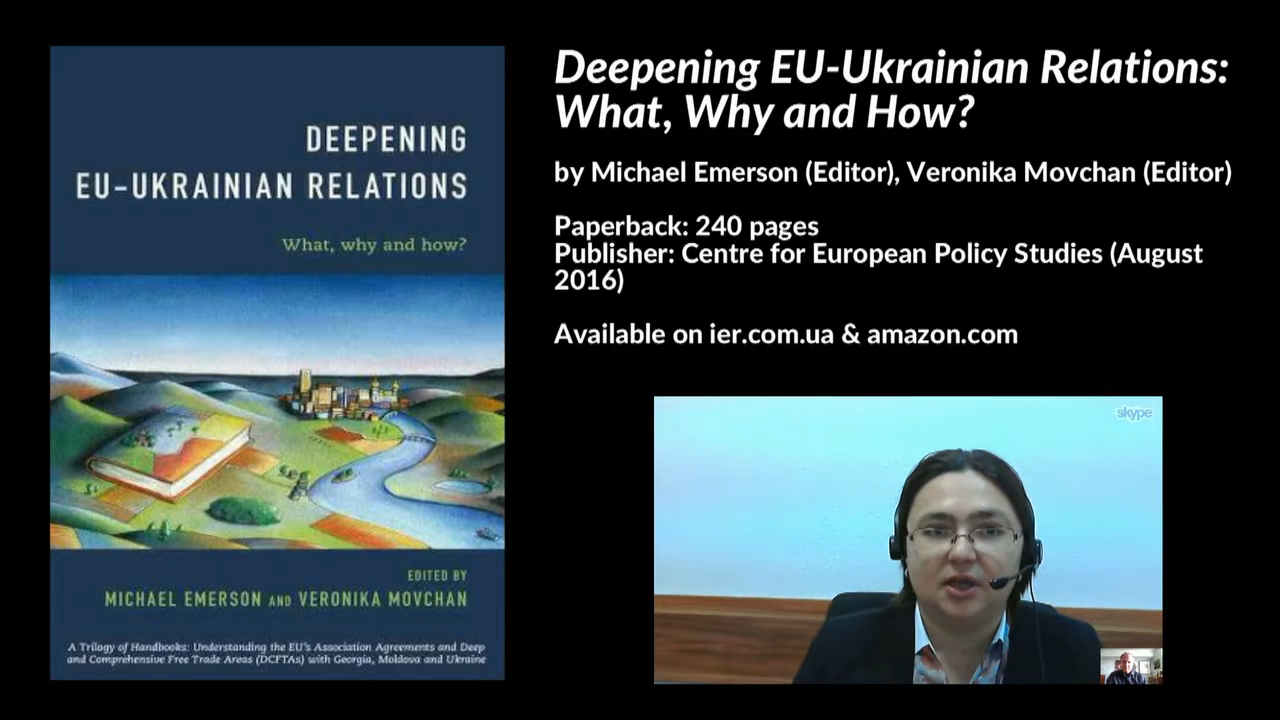 DEEPENING
EU-UKRAINIAN RELATIONS
What, why and how?
EDITED BY
MICHAEL EMERSON AND VERONIKA MOVCHAN
A Trilogy of Handbooks: Understanding the EU's Association Agreements and Deep
and Comprehensive Free Trade Areas (DCFTAs) with Georgia, Moldova and Ukraine
Deepening EU-Ukrainian Relations:
What, Why and How?
by Michael Emerson (Editor), Veronika Movchan (Editor)
Paperback: 240 pages
Publisher: Centre for European Policy Studies (August
2016)
Available on ier.com.ua & amazon.com
skype